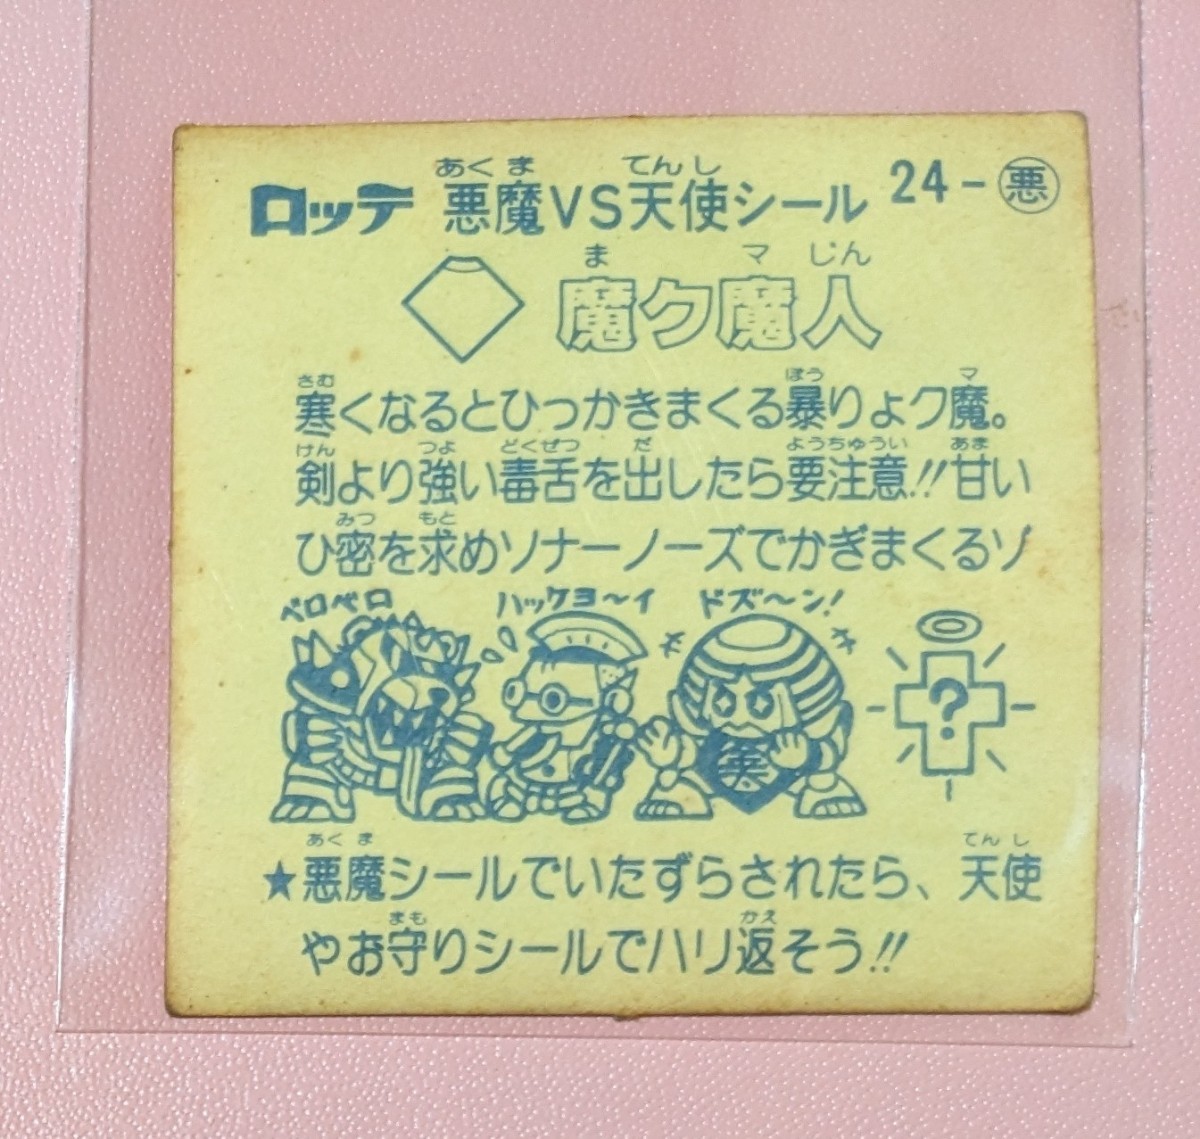 ロッテ 悪魔VS天使シール 24-悪
あくま てんし
魔ク魔人
ま マ じん
寒くなるとひっかきまくる暴りょク魔。
さむ ぼう マ
剣より強い毒舌を出したら要注意!!甘い
けん つよ どくぜつ だ ようちゅうい あま
ひ密を求めソナーノーズでかぎまくるゾ
みつ もと
ペロペロ ハッケヨ〜イ ドズ〜ン!
?
★悪魔シールでいたずらされたら、天使
あくま てんし
やお守りシールでハリ返そう!!
まも かえ